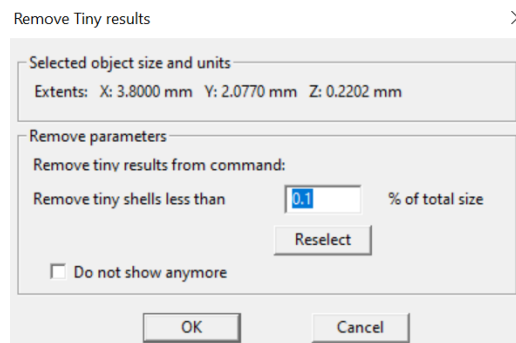 Remove Tiny results
Selected object size and units
Extents: X: 3.8000 mm Y: 2.0770 mm Z: 0.2202 mm
Remove parameters
Remove tiny results from command:
Remove tiny shells less than 0.1 % of total size
Reselect
Do not show anymore
OK Cancel